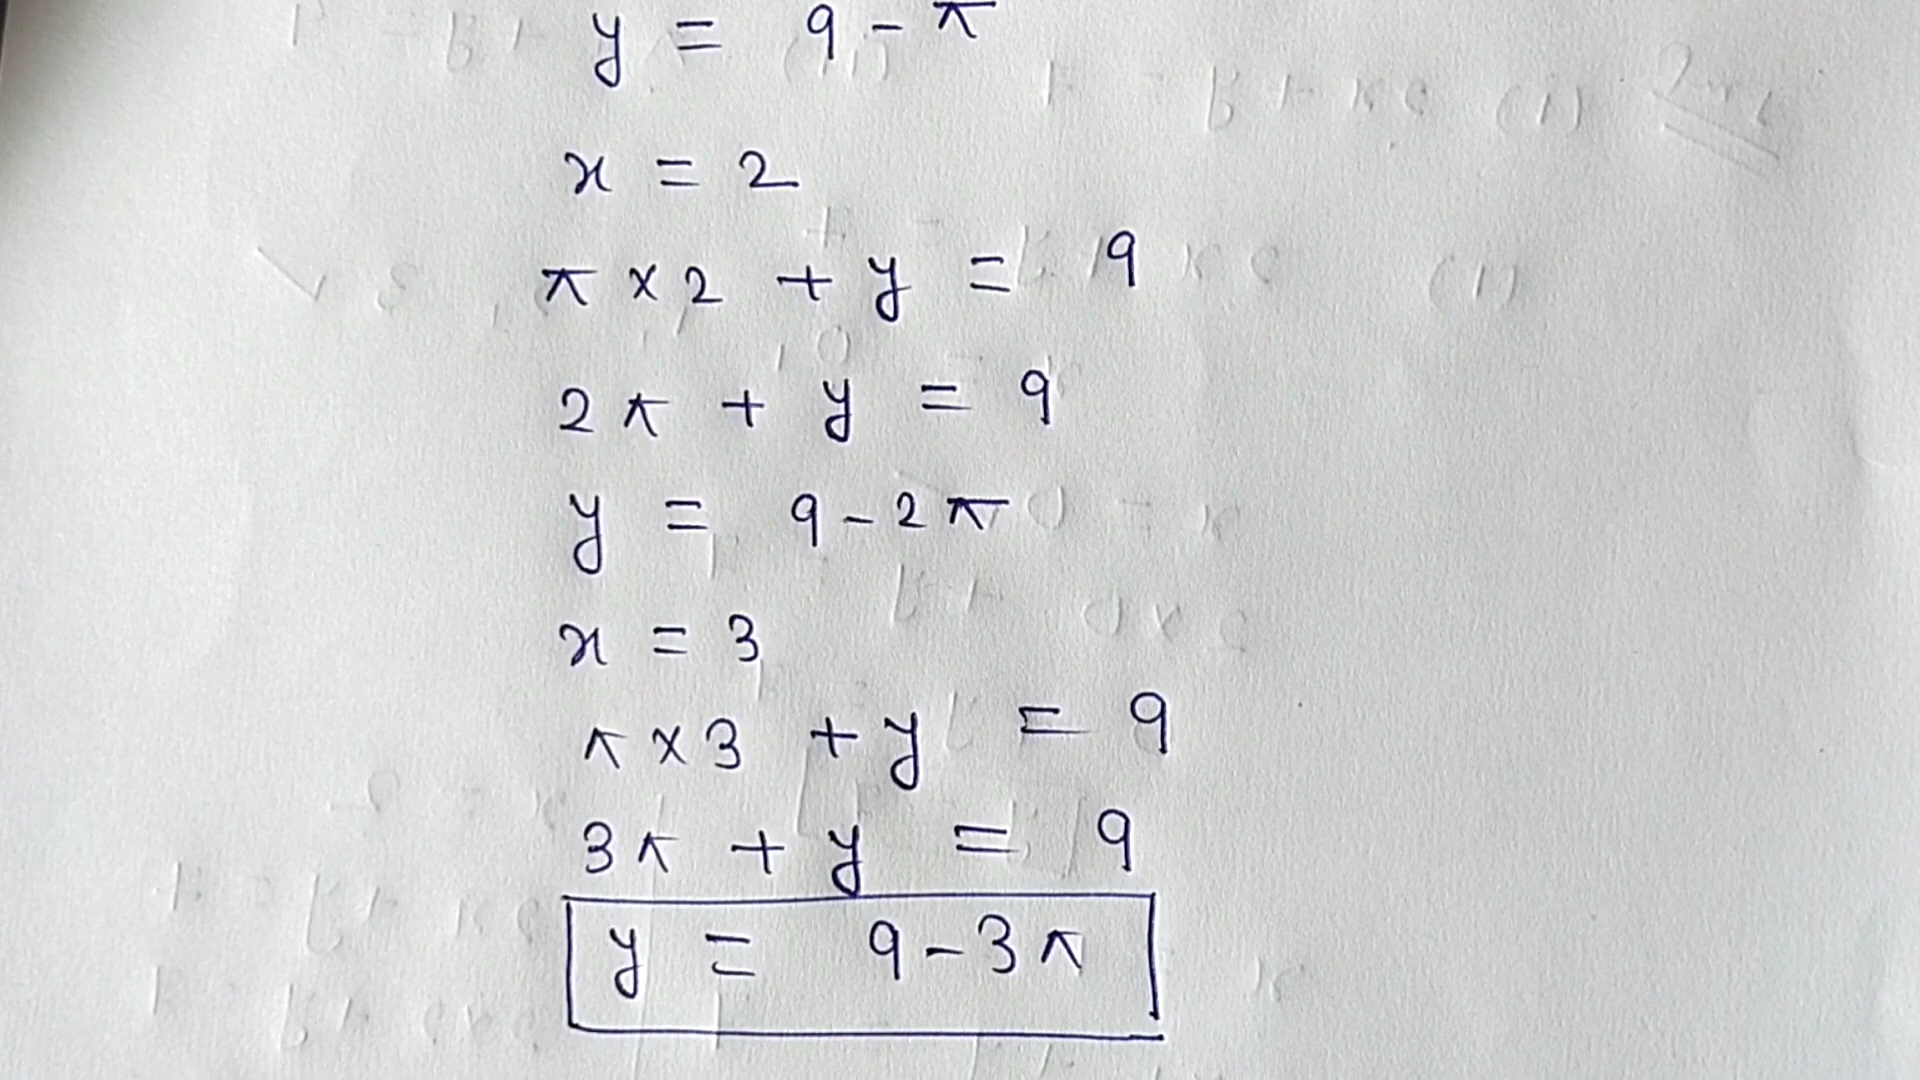 y = 9 - π
x = 2
π × 2 + y = 9
2π + y = 9
y = 9 - 2π
x = 3
π × 3 + y = 9
3π + y = 9
y = 9 - 3π